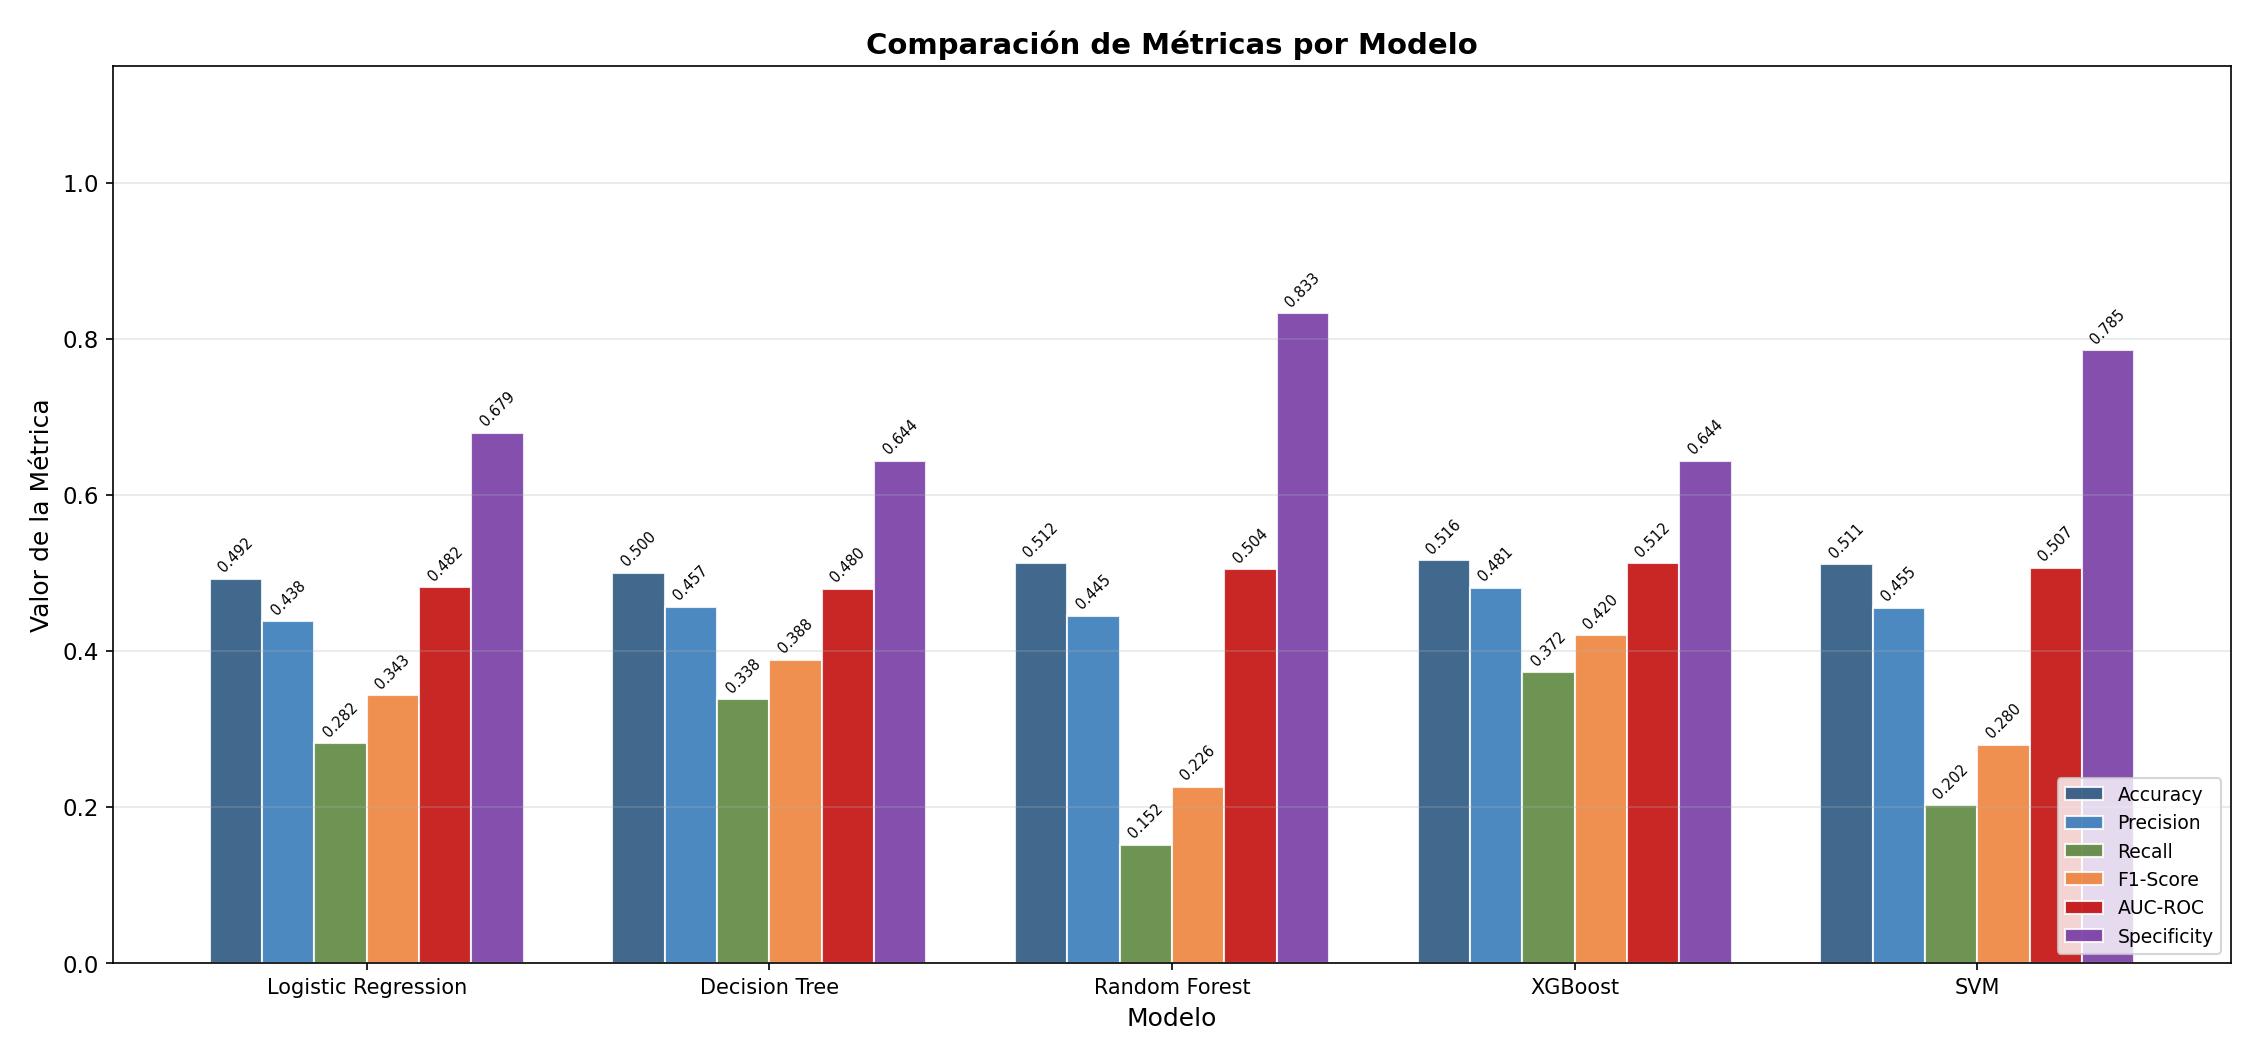 Comparación de Métricas por Modelo
Valor de la Métrica
1.0
0.8
0.6
0.4
0.2
0.0
0.492
0.438
0.282
0.343
0.482
0.679
0.500
0.457
0.338
0.388
0.480
0.644
0.512
0.445
0.152
0.226
0.504
0.833
0.516
0.481
0.372
0.420
0.512
0.644
0.511
0.455
0.202
0.280
0.507
0.785
Accuracy
Precision
Recall
F1-Score
AUC-ROC
Specificity
Logistic Regression
Decision Tree
Random Forest
XGBoost
SVM
Modelo